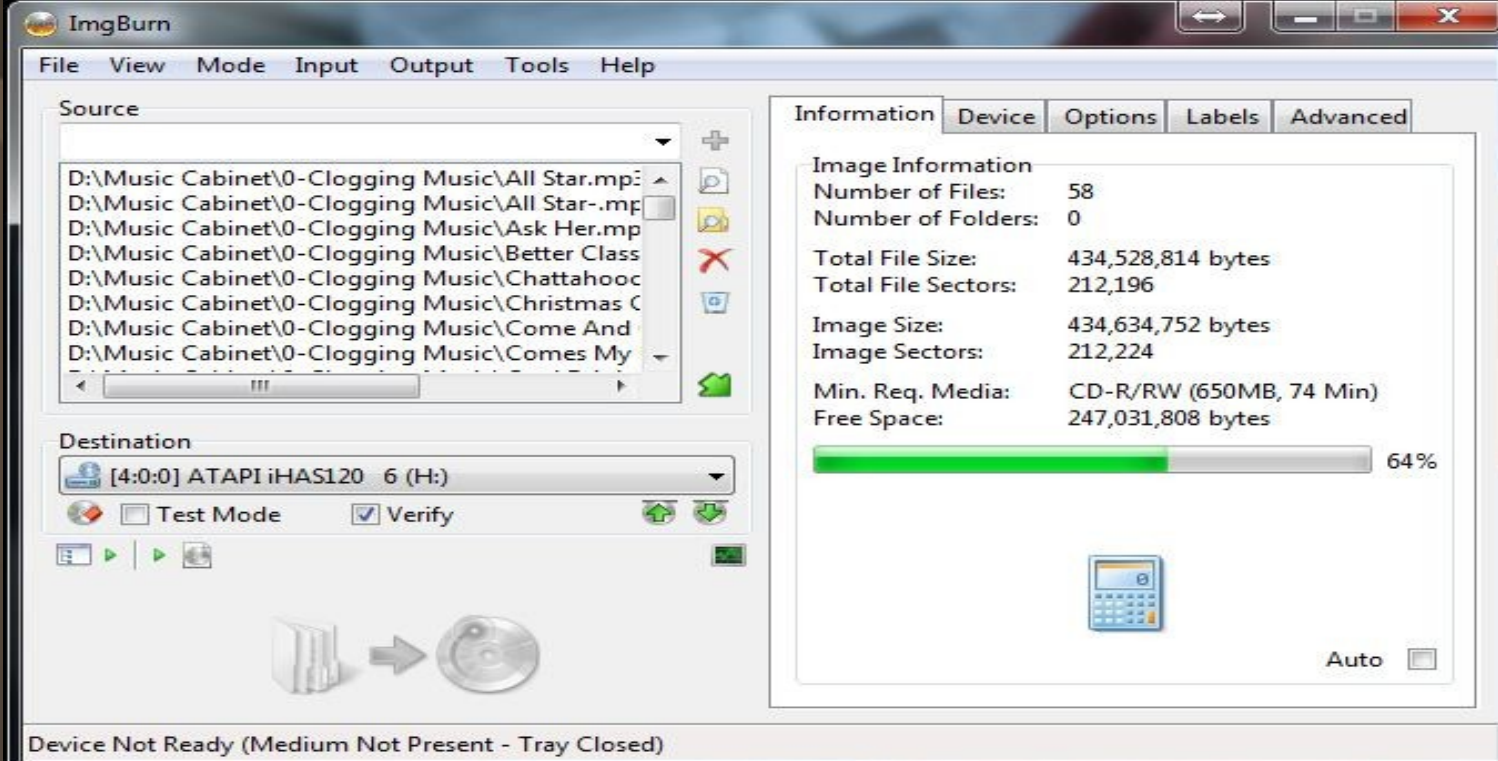 ImgBurn
File View Mode Input Output Tools Help
Source
D:\Music Cabinet\0-Clogging Music\All Star.mp3
D:\Music Cabinet\0-Clogging Music\All Star-.mp
D:\Music Cabinet\0-Clogging Music\Ask Her.mp
D:\Music Cabinet\0-Clogging Music\Better Class
D:\Music Cabinet\0-Clogging Music\Chattahooc
D:\Music Cabinet\0-Clogging Music\Christmas C
D:\Music Cabinet\0-Clogging Music\Come And
D:\Music Cabinet\0-Clogging Music\Comes My
Destination
[4:0:0] ATAPI iHAS120 6 (H:)
Test Mode Verify
Information Device Options Labels Advanced
Image Information
Number of Files: 58
Number of Folders: 0
Total File Size: 434,528,814 bytes
Total File Sectors: 212,196
Image Size: 434,634,752 bytes
Image Sectors: 212,224
Min. Req. Media: CD-R/RW (650MB, 74 Min)
Free Space: 247,031,808 bytes
64%
0
Auto
Device Not Ready (Medium Not Present - Tray Closed)